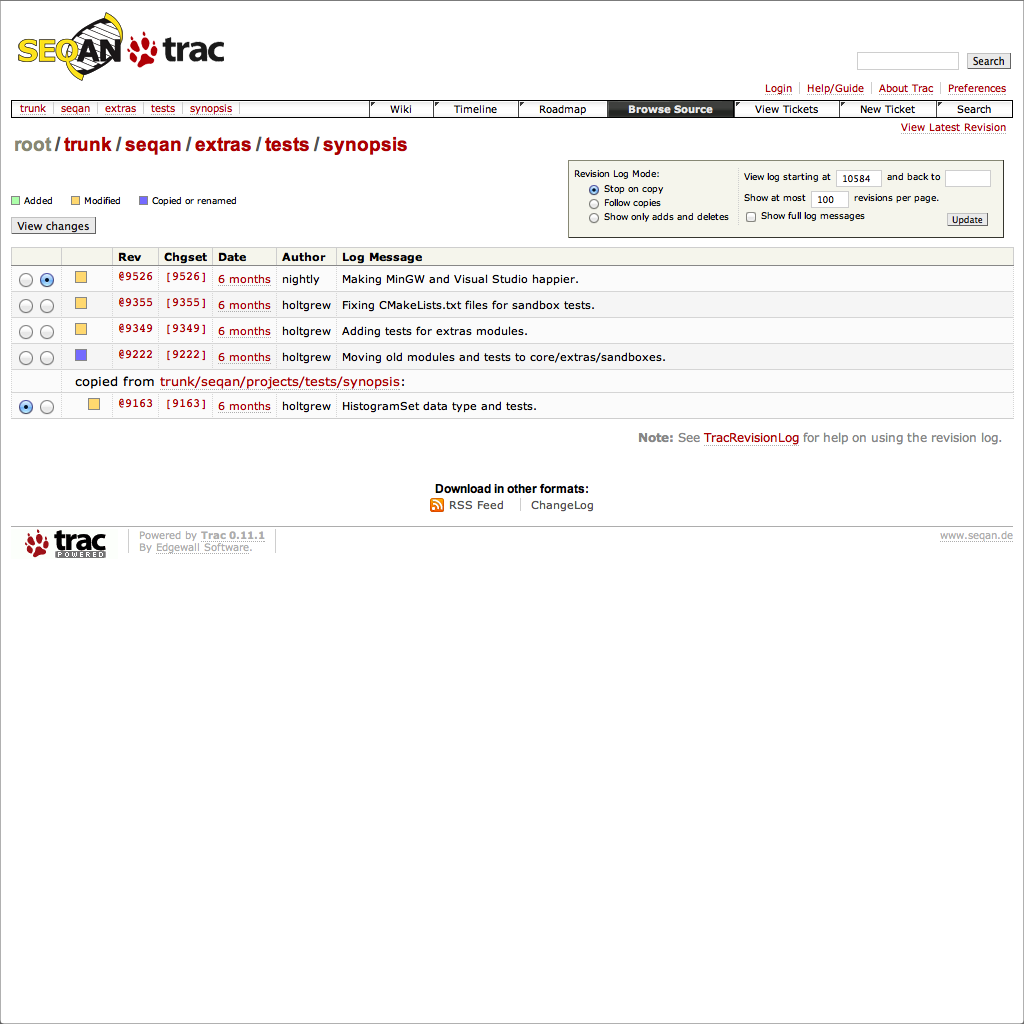 SEQAN trac
Search
Login Help/Guide About Trac Preferences
trunk seqan extras tests synopsis Wiki Timeline Roadmap Browse Source View Tickets New Ticket Search
View Latest Revision
root / trunk / seqan / extras / tests / synopsis
Revision Log Mode:
Stop on copy
Follow copies
Show only adds and deletes
View log starting at 10584 and back to
Show at most 100 revisions per page.
Show full log messages
Update
Added Modified Copied or renamed
View changes
Rev Chgset Date Author Log Message
@9526 [9526] 6 months nightly Making MinGW and Visual Studio happier.
@9355 [9355] 6 months holtgrew Fixing CMakeLists.txt files for sandbox tests.
@9349 [9349] 6 months holtgrew Adding tests for extras modules.
@9222 [9222] 6 months holtgrew Moving old modules and tests to core/extras/sandboxes.
copied from trunk/seqan/projects/tests/synopsis:
@9163 [9163] 6 months holtgrew HistogramSet data type and tests.
Note: See TracRevisionLog for help on using the revision log.
Download in other formats:
RSS Feed ChangeLog
trac POWERED
Powered by Trac 0.11.1
By Edgewall Software.
www.seqan.de